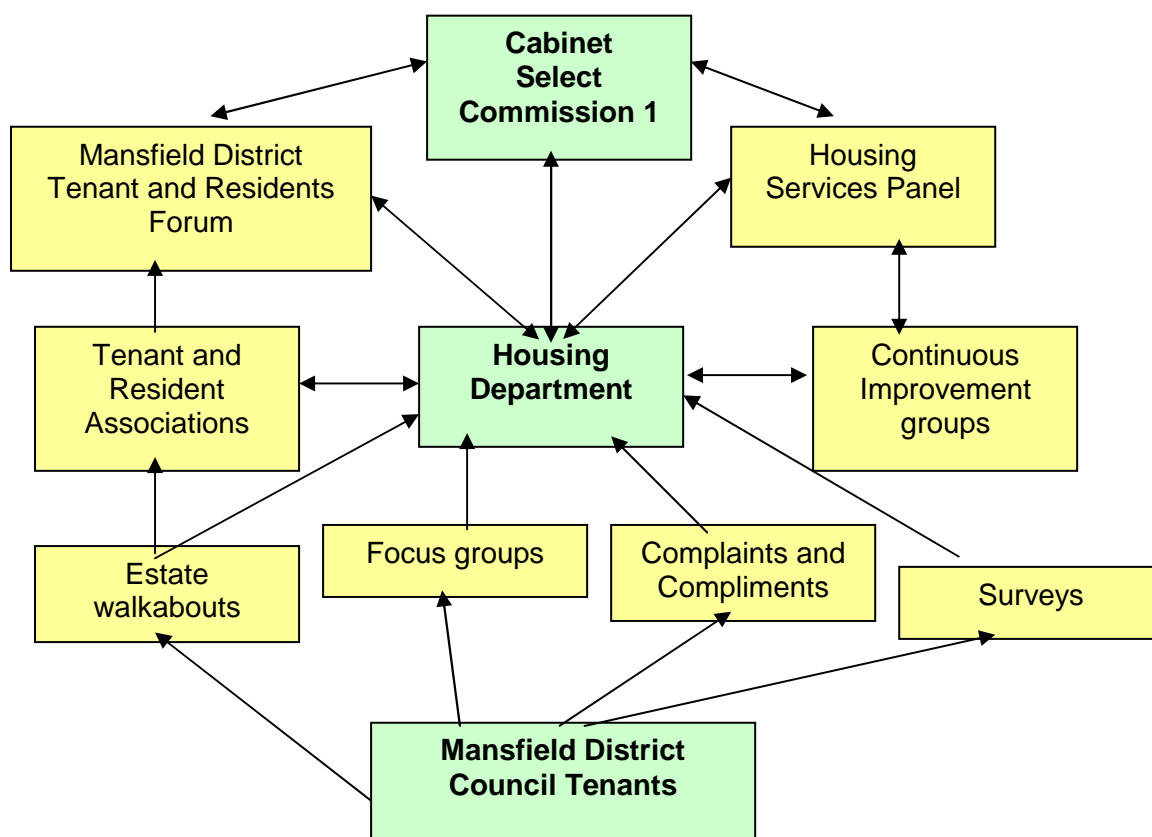 Cabinet
Select
Commission 1
Mansfield District
Tenant and Residents
Forum
Housing
Services Panel
Tenant and
Resident
Associations
Housing
Department
Continuous
Improvement
groups
Estate
walkabouts
Focus groups
Complaints and
Compliments
Surveys
Mansfield District
Council Tenants